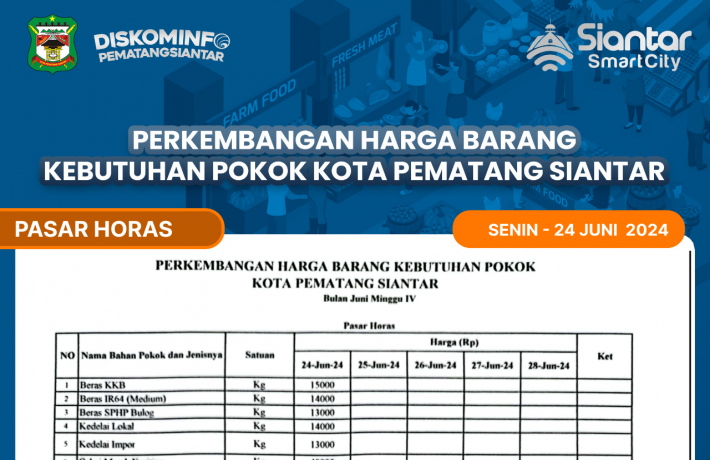 DISKOMINFO
PEMATANGSIANTAR
Siantar
SmartCity
FARM FOOD
FRESH MEAT
FARM FOOD
PERKEMBANGAN HARGA BARANG
KEBUTUHAN POKOK KOTA PEMATANG SIANTAR
PASAR HORAS
SENIN - 24 JUNI 2024
PERKEMBANGAN HARGA BARANG KEBUTUHAN POKOK
KOTA PEMATANG SIANTAR
Bulan Juni Minggu IV
Pasar Horas
NO Nama Bahan Pokok dan Jenisnya Satuan Harga (Rp) Ket
24-Jun-24 25-Jun-24 26-Jun-24 27-Jun-24 28-Jun-24
1 Beras KKB Kg 15000
2 Beras IR64 (Medium) Kg 14000
3 Beras SPHP Bulog Kg 13000
4 Kedelai Lokal Kg 14000
5 Kedelai Impor Kg 13000